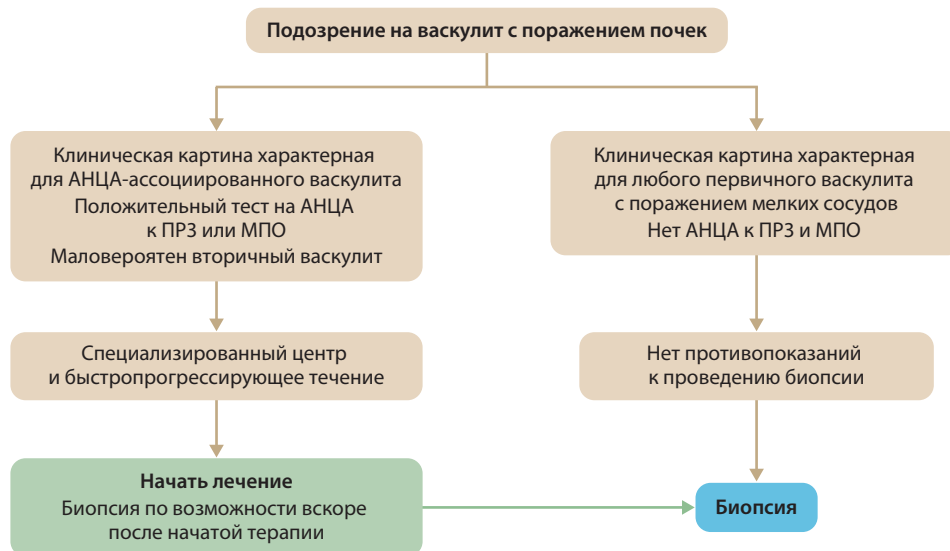 Подозрение на васкулит с поражением почек
Клиническая картина характерная
для АНЦА-ассоциированного васкулита
Положительный тест на АНЦА
к ПР3 или МПО
Маловероятен вторичный васкулит
Клиническая картина характерная
для любого первичного васкулита
с поражением мелких сосудов
Нет АНЦА к ПР3 и МПО
Специализированный центр
и быстропрогрессирующее течение
Нет противопоказаний
к проведению биопсии
Начать лечение
Биопсия по возможности вскоре
после начатой терапии
Биопсия